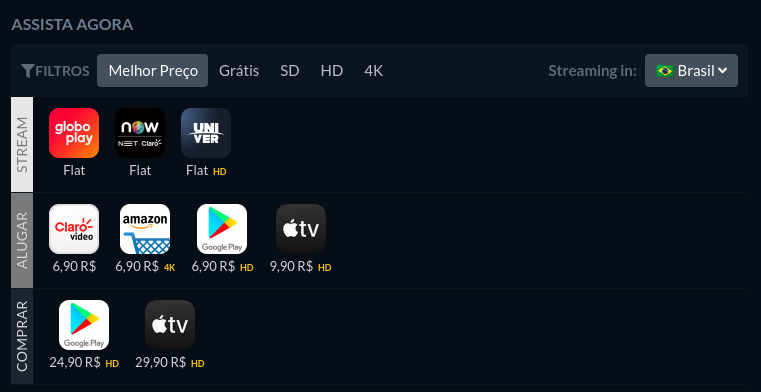 ASSISTA AGORA
FILTROS Melhor Preço Grátis SD HD 4K Streaming in: Brasil
STREAM
globo play
now NET Claro
UNI VER
Flat Flat Flat HD
ALUGAR
Claro video
amazon
Google Play
tv
6,90 R$ 6,90 R$ 4K 6,90 R$ HD 9,90 R$ HD
COMPRAR
Google Play
tv
24,90 R$ HD 29,90 R$ HD